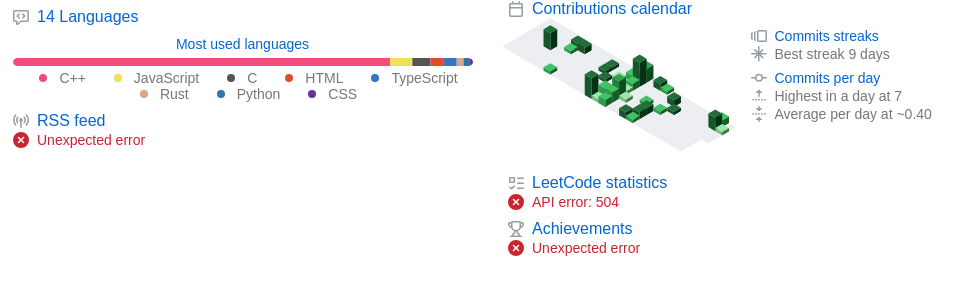 14 Languages
Most used languages
C++ JavaScript C HTML TypeScript
Rust Python CSS
RSS feed
Unexpected error
Contributions calendar
Commits streaks
Best streak 9 days
Commits per day
Highest in a day at 7
Average per day at ~0.40
LeetCode statistics
API error: 504
Achievements
Unexpected error